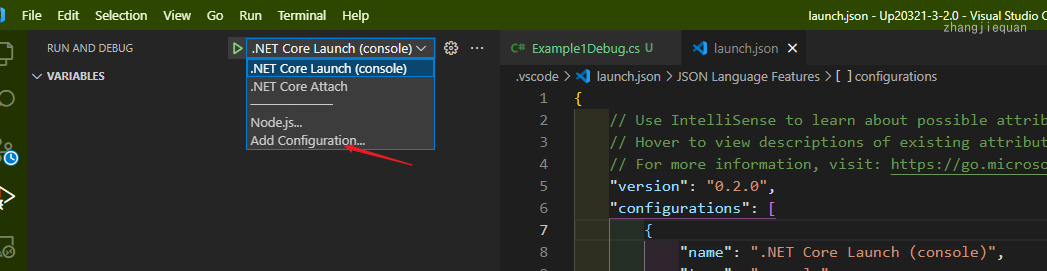 File Edit Selection View Go Run Terminal Help launch.json - Up20321-3-2.0 - Visual Studio C
zhangjiequan
RUN AND DEBUG .NET Core Launch (console)
VARIABLES
.NET Core Launch (console)
.NET Core Attach
Node.js...
Add Configuration...
C# Example1Debug.cs U launch.json
.vscode > launch.json > JSON Language Features > [ ] configurations
1 {
2 // Use IntelliSense to learn about possible attrib
3 // Hover to view descriptions of existing attribut
4 // For more information, visit: https://go.microso
5 "version": "0.2.0",
6 "configurations": [
7 {
8 "name": ".NET Core Launch (console)",